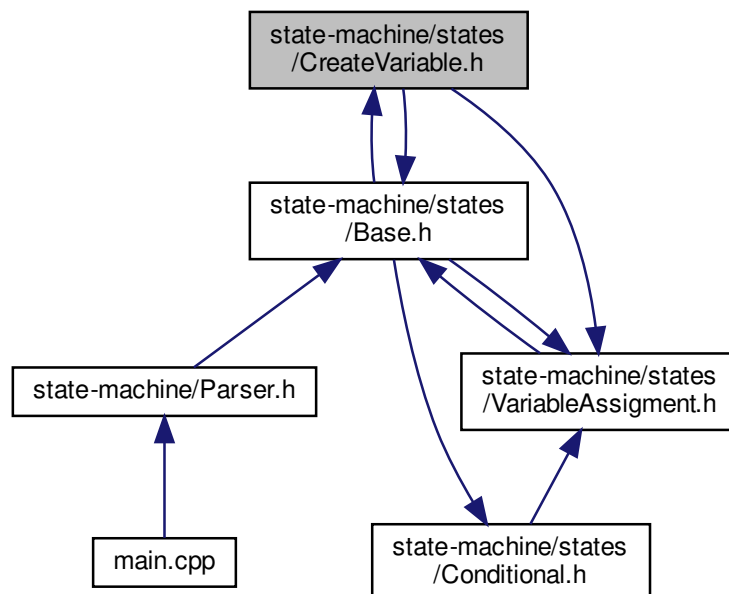 state-machine/states
/CreateVariable.h
state-machine/states
/Base.h
state-machine/Parser.h
state-machine/states
/VariableAssigment.h
main.cpp
state-machine/states
/Conditional.h